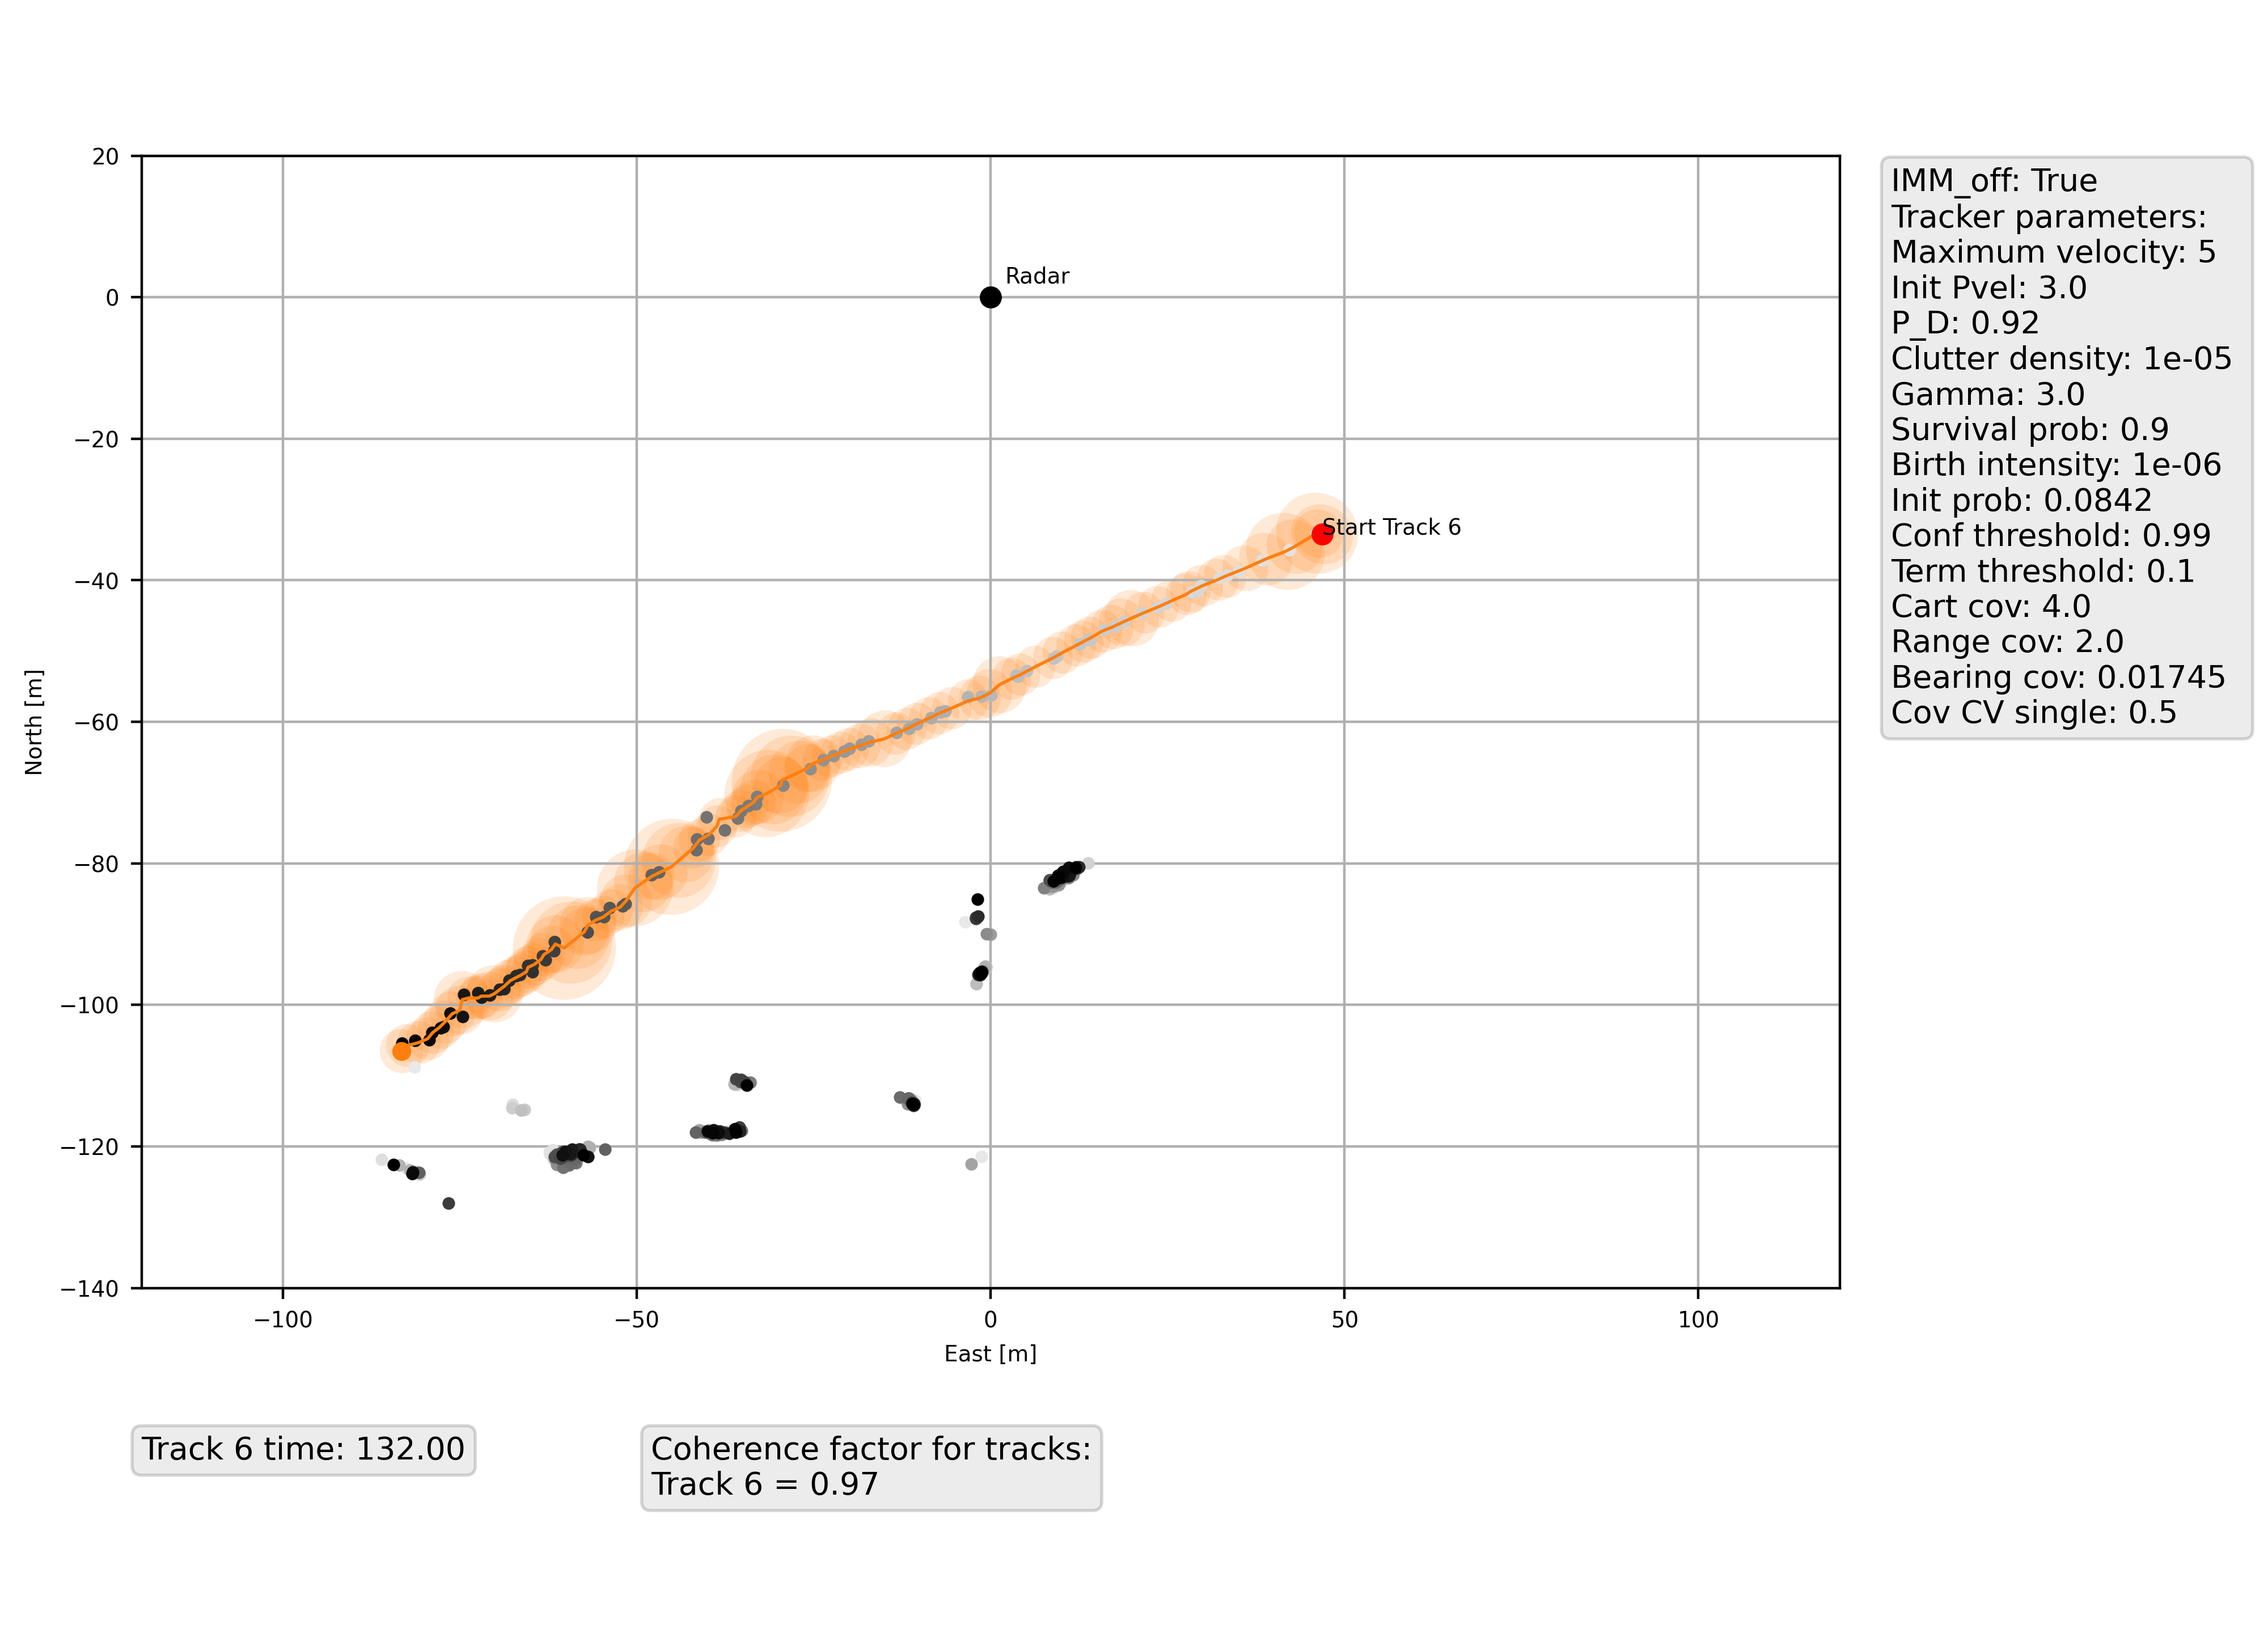 20
0
−20
−40
−60
−80
−100
−120
−140
North [m]
Radar
Start Track 6
−100
−50
0
50
100
East [m]
IMM_off: True
Tracker parameters:
Maximum velocity: 5
Init Pvel: 3.0
P_D: 0.92
Clutter density: 1e-05
Gamma: 3.0
Survival prob: 0.9
Birth intensity: 1e-06
Init prob: 0.0842
Conf threshold: 0.99
Term threshold: 0.1
Cart cov: 4.0
Range cov: 2.0
Bearing cov: 0.01745
Cov CV single: 0.5
Track 6 time: 132.00
Coherence factor for tracks:
Track 6 = 0.97